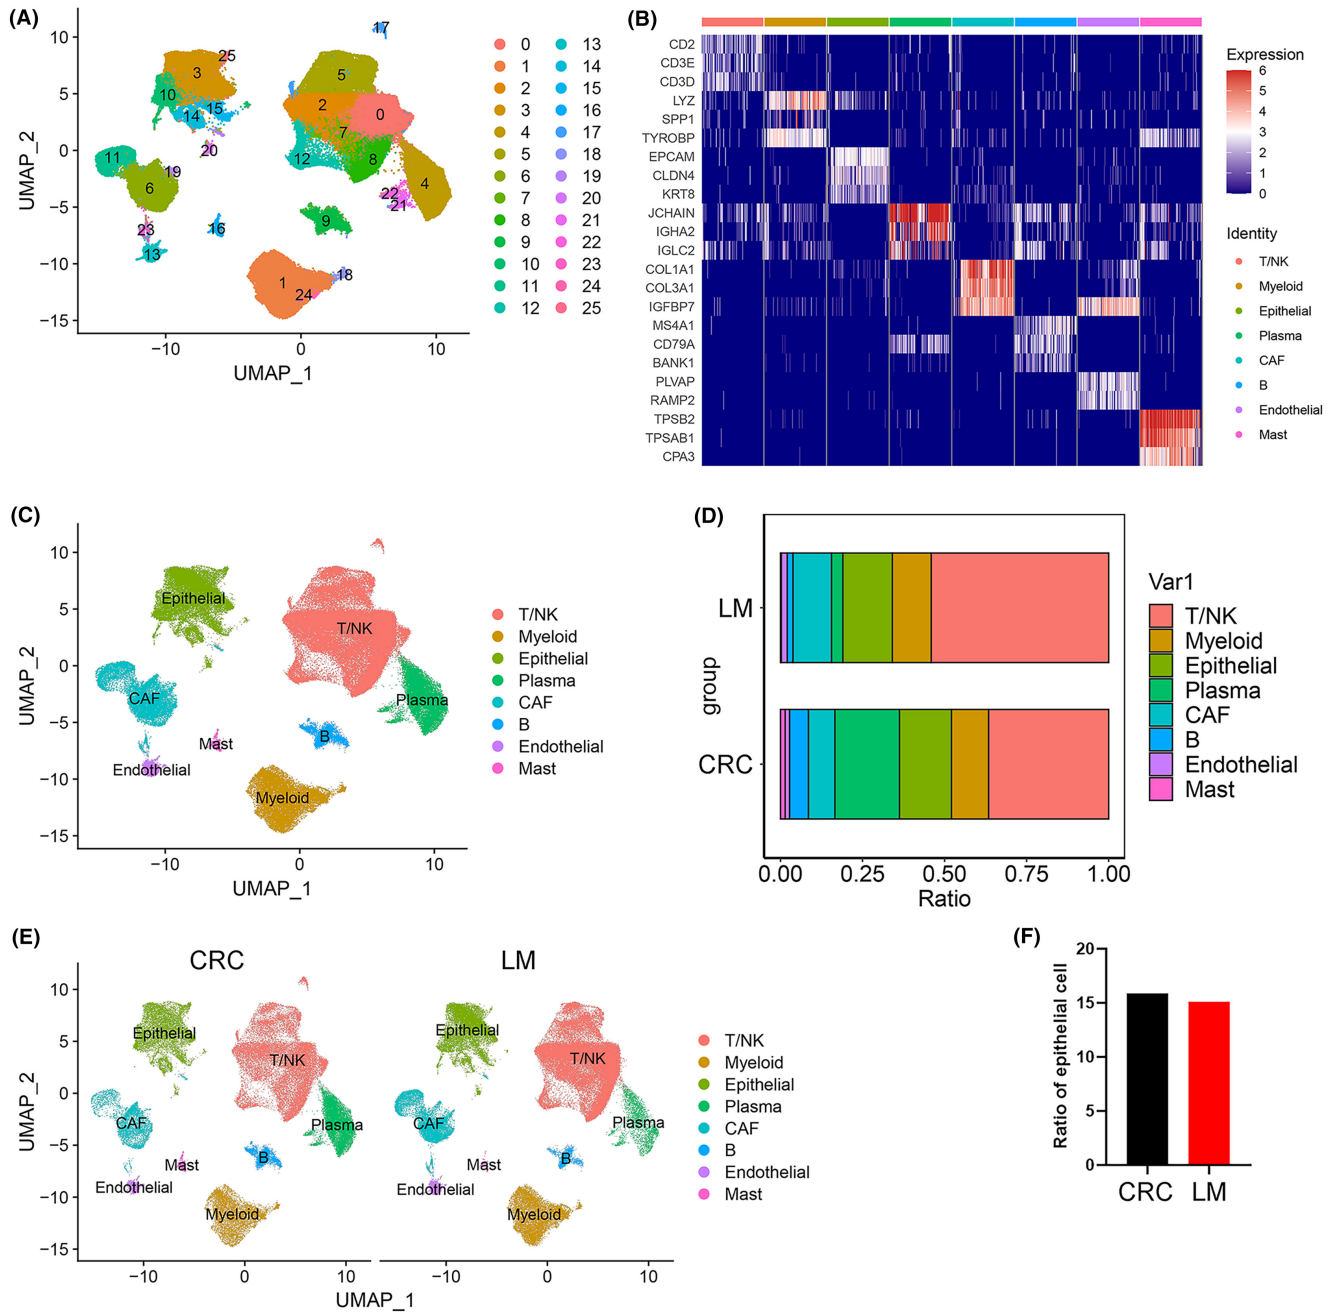 (A)
UMAP_2
10
5
0
−5
−10
−15
−10
0
10
UMAP_1
17
25
3
10
15
14
20
11
19
6
23
13
16
5
2
0
7
12
8
4
22
21
9
1
18
24
0
1
2
3
4
5
6
7
8
9
10
11
12
13
14
15
16
17
18
19
20
21
22
23
24
25
(B)
CD2
CD3E
CD3D
LYZ
SPP1
TYROBP
EPCAM
CLDN4
KRT8
JCHAIN
IGHA2
IGLC2
COL1A1
COL3A1
IGFBP7
MS4A1
CD79A
BANK1
PLVAP
RAMP2
TPSB2
TPSAB1
CPA3
Expression
6
5
4
3
2
1
0
Identity
T/NK
Myeloid
Epithelial
Plasma
CAF
B
Endothelial
Mast
(C)
UMAP_2
10
5
0
−5
−10
−15
−10
0
10
UMAP_1
Epithelial
T/NK
CAF
Plasma
Mast
B
Endothelial
Myeloid
T/NK
Myeloid
Epithelial
Plasma
CAF
B
Endothelial
Mast
(D)
group
LM
CRC
0.00
0.25
0.50
0.75
1.00
Ratio
Var1
T/NK
Myeloid
Epithelial
Plasma
CAF
B
Endothelial
Mast
(E)
CRC
LM
UMAP_2
10
5
0
−5
−10
−15
Epithelial
T/NK
CAF
Plasma
Mast
B
Endothelial
Myeloid
Epithelial
T/NK
CAF
Plasma
Mast
B
Endothelial
Myeloid
−10
0
10
−10
0
10
UMAP_1
T/NK
Myeloid
Epithelial
Plasma
CAF
B
Endothelial
Mast
(F)
Ratio of epithelial cell
20
15
10
5
0
CRC
LM